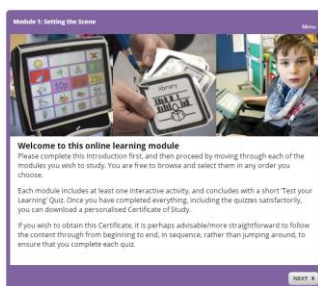 Module 1: Setting the Scene
Menu
10p
library
Welcome to this online learning module
Please complete this Introduction first, and then proceed by moving through each of the
modules you wish to study. You are free to browse and select them in any order you
choose.
Each module includes at least one interactive activity, and concludes with a short 'Test your
Learning' Quiz. Once you have completed everything, including the quizzes satisfactorily,
you can download a personalised Certificate of Study.
If you wish to obtain this Certificate, it is perhaps advisable/more straightforward to follow
the content through from beginning to end, in sequence, rather than jumping around, to
ensure that you complete each quiz.
NEXT